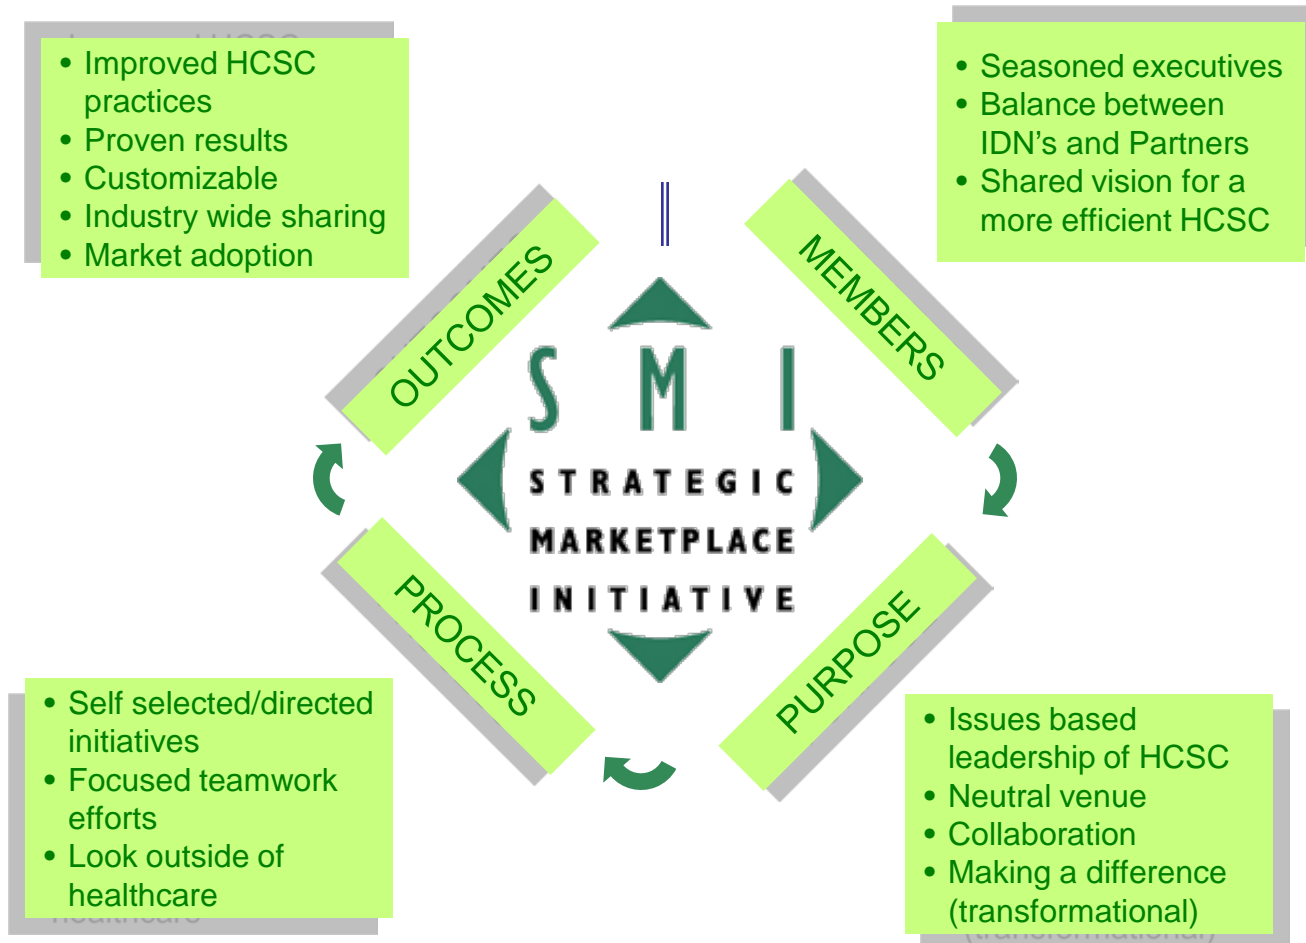 • Improved HCSC
practices
• Proven results
• Customizable
• Industry wide sharing
• Market adoption
• Seasoned executives
• Balance between
IDN's and Partners
• Shared vision for a
more efficient HCSC
OUTCOMES
MEMBERS
S M I
STRATEGIC
MARKETPLACE
INITIATIVE
PROCESS
PURPOSE
• Self selected/directed
initiatives
• Focused teamwork
efforts
• Look outside of
healthcare
• Issues based
leadership of HCSC
• Neutral venue
• Collaboration
• Making a difference
(transformational)